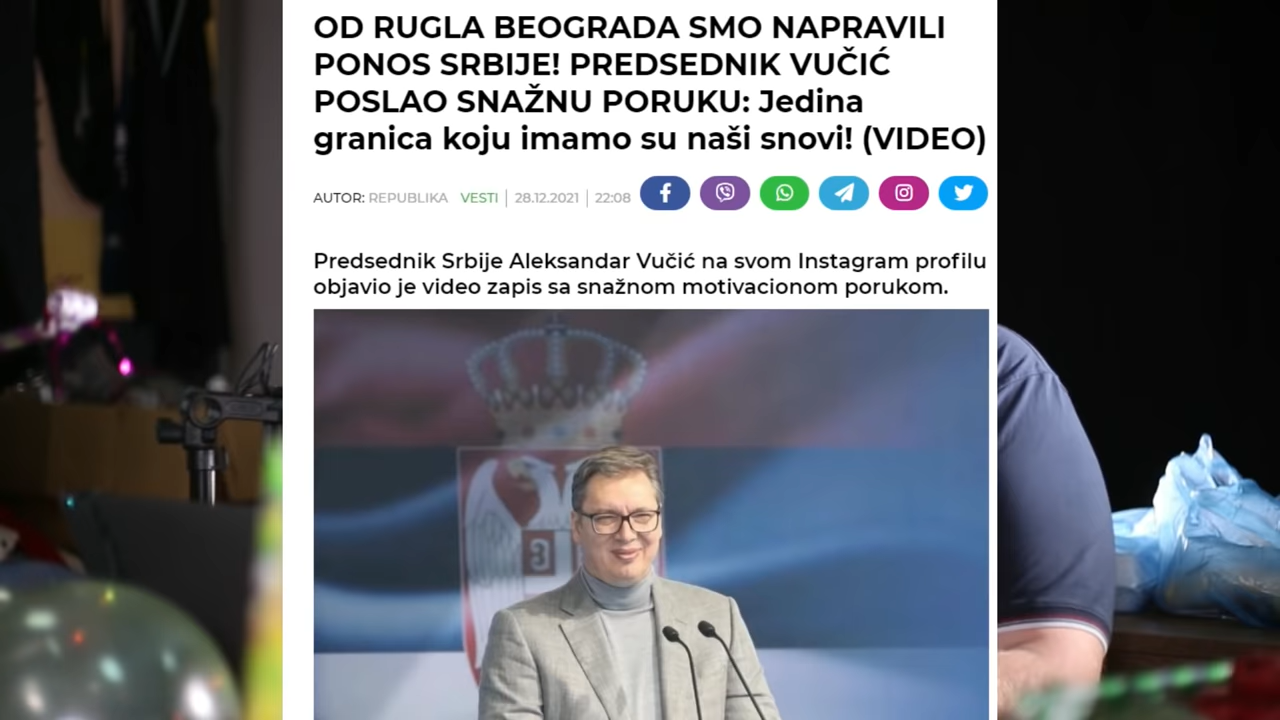 OD RUGLA BEOGRADA SMO NAPRAVILI
PONOS SRBIJE! PREDSEDNIK VUČIĆ
POSLAO SNAŽNU PORUKU: Jedina
granica koju imamo su naši snovi! (VIDEO)
AUTOR: REPUBLIKA VESTI | 28.12.2021 | 22:08
Predsednik Srbije Aleksandar Vučić na svom Instagram profilu
objavio je video zapis sa snažnom motivacionom porukom.